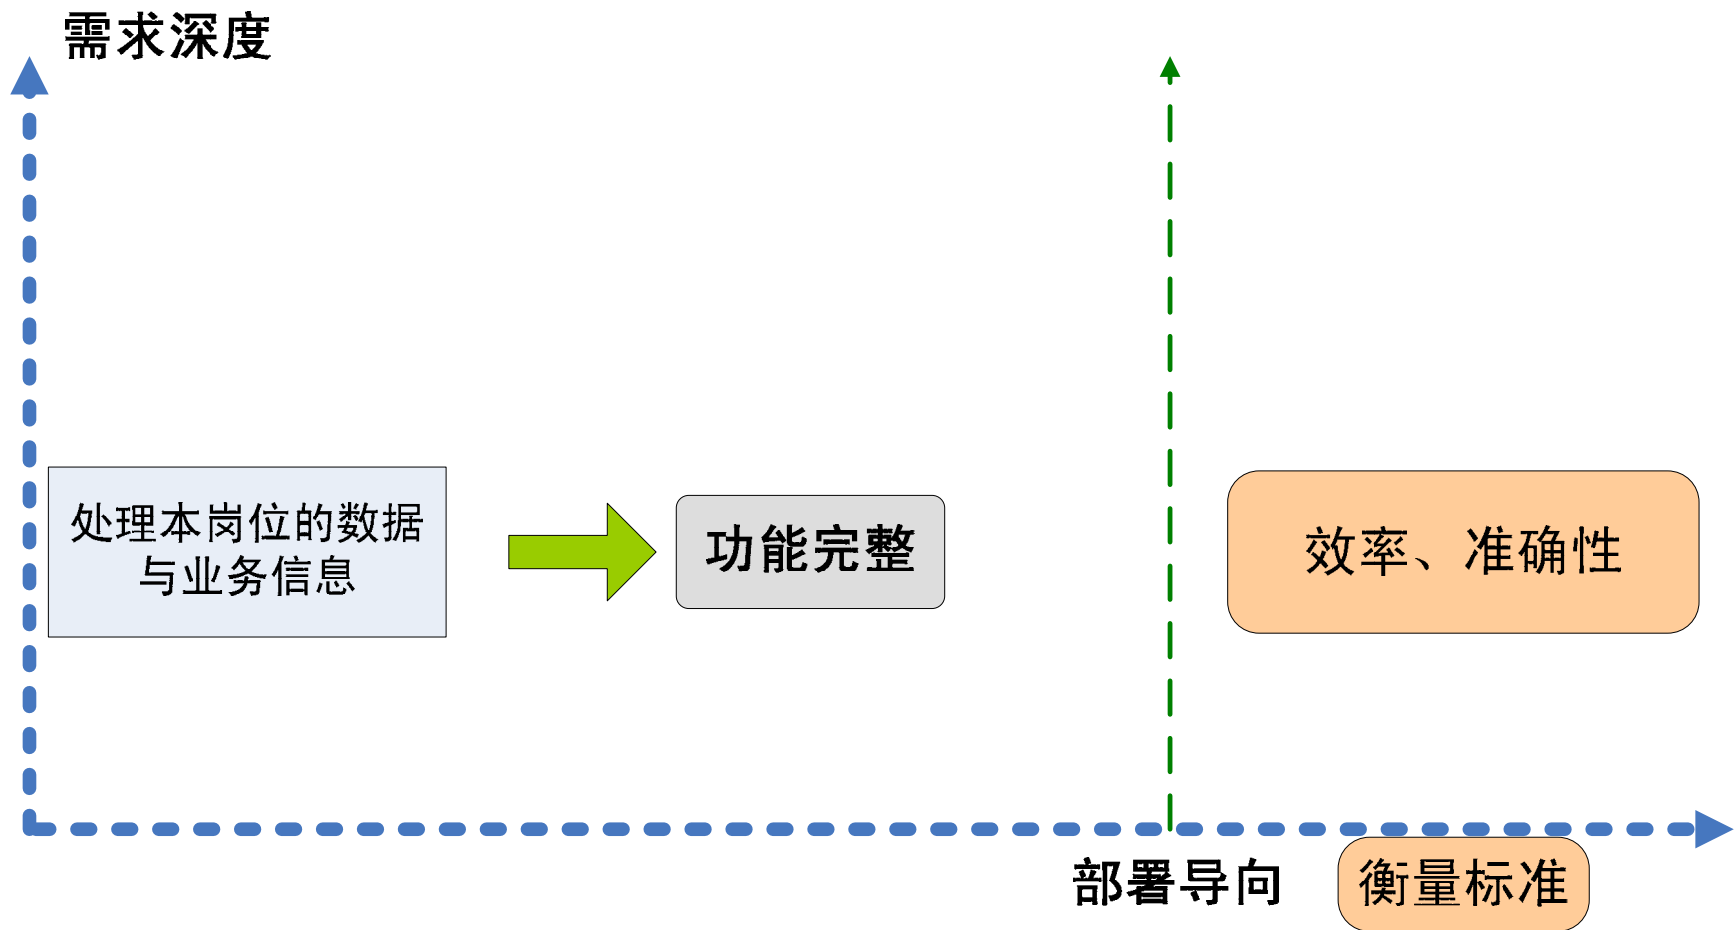 需求深度
处理本岗位的数据
与业务信息
功能完整
效率、准确性
部署导向
衡量标准